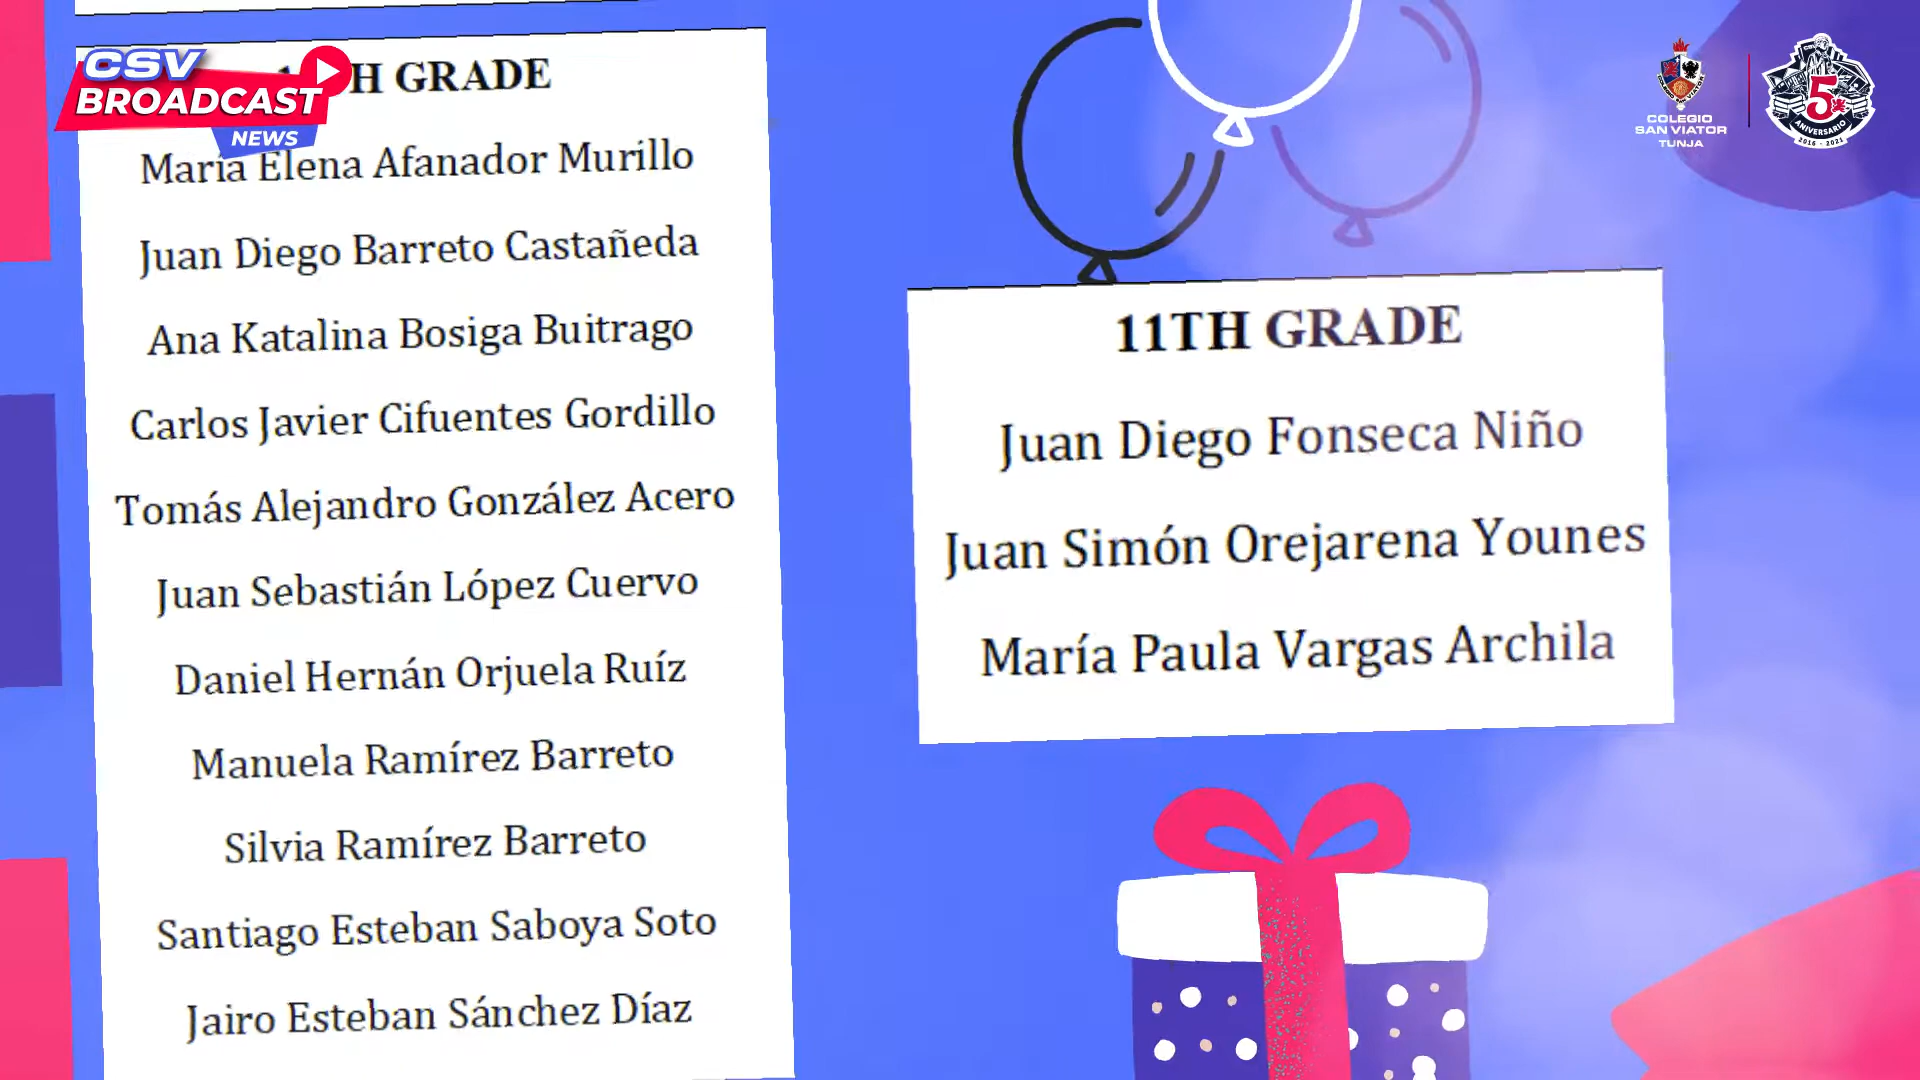 CSV
BROADCAST
NEWS
TH GRADE
María Elena Afanador Murillo
Juan Diego Barreto Castañeda
Ana Katalina Bosiga Buitrago
Carlos Javier Cifuentes Gordillo
Tomás Alejandro González Acero
Juan Sebastián López Cuervo
Daniel Hernán Orjuela Ruíz
Manuela Ramírez Barreto
Silvia Ramírez Barreto
Santiago Esteban Saboya Soto
Jairo Esteban Sánchez Díaz
11TH GRADE
Juan Diego Fonseca Niño
Juan Simón Orejarena Younes
María Paula Vargas Archila
COLEGIO
SAN VIATOR
TUNJA
5
ANIVERSARIO
2016 - 2021